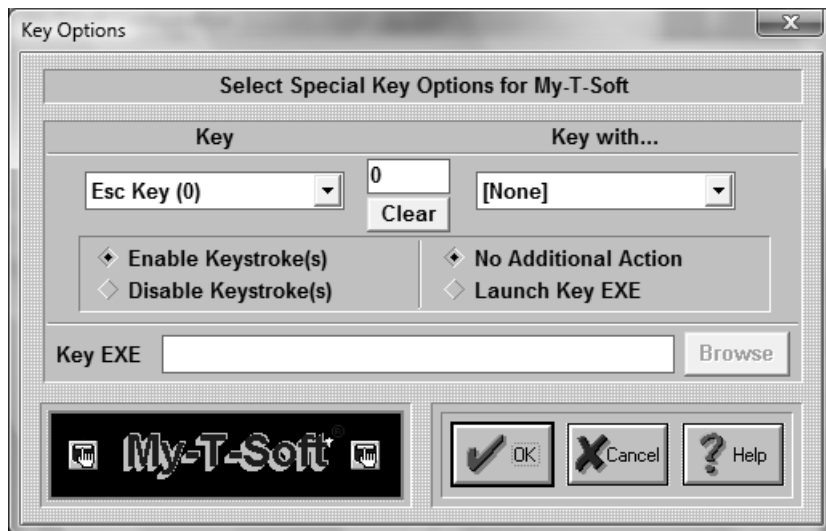 Key Options
Select Special Key Options for My-T-Soft
Key
Key with...
Esc Key (0)
0
[None]
Clear
Enable Keystroke(s)
No Additional Action
Disable Keystroke(s)
Launch Key EXE
Key EXE
Browse
My-T-Soft®
OK
Cancel
? Help